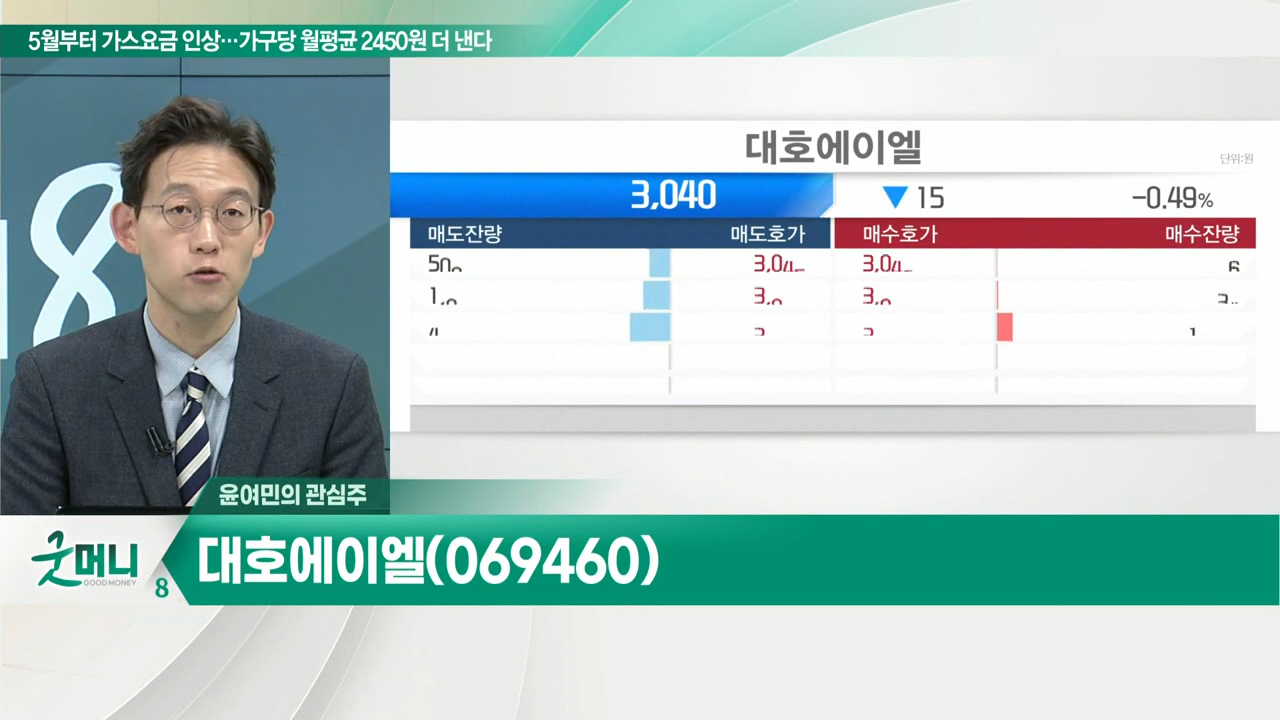 5월부터 가스요금 인상…가구당 월평균 2450원 더 낸다
대호에이엘
단위:원
3,040 ▼ 15 -0.49%
매도잔량 매도호가 매수호가 매수잔량
윤여민의 관심주
굿머니
GOOD MONEY
8
대호에이엘(069460)
8